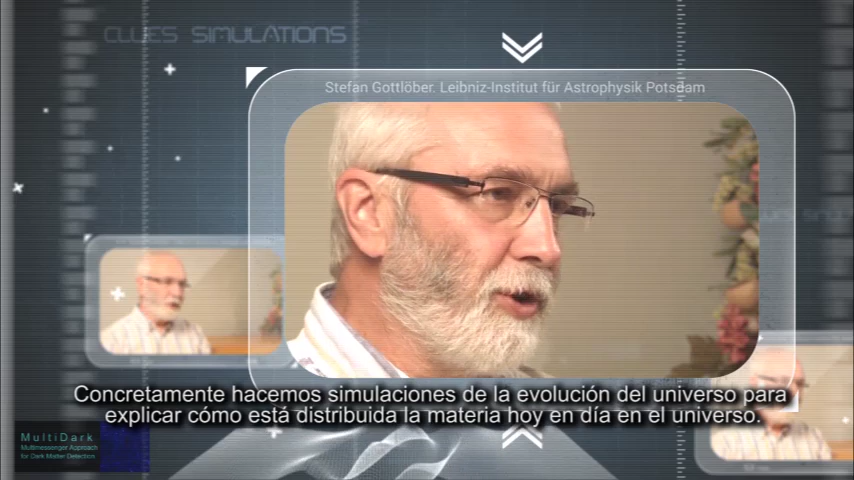 CLUES SIMULATIONS
Stefan Gottlöber. Leibniz-Institut für Astrophysik Potsdam
Concretamente hacemos simulaciones de la evolución del universo para
explicar cómo está distribuida la materia hoy en día en el universo.
MultiDark
Multimessenger Approach
for Dark Matter Detection